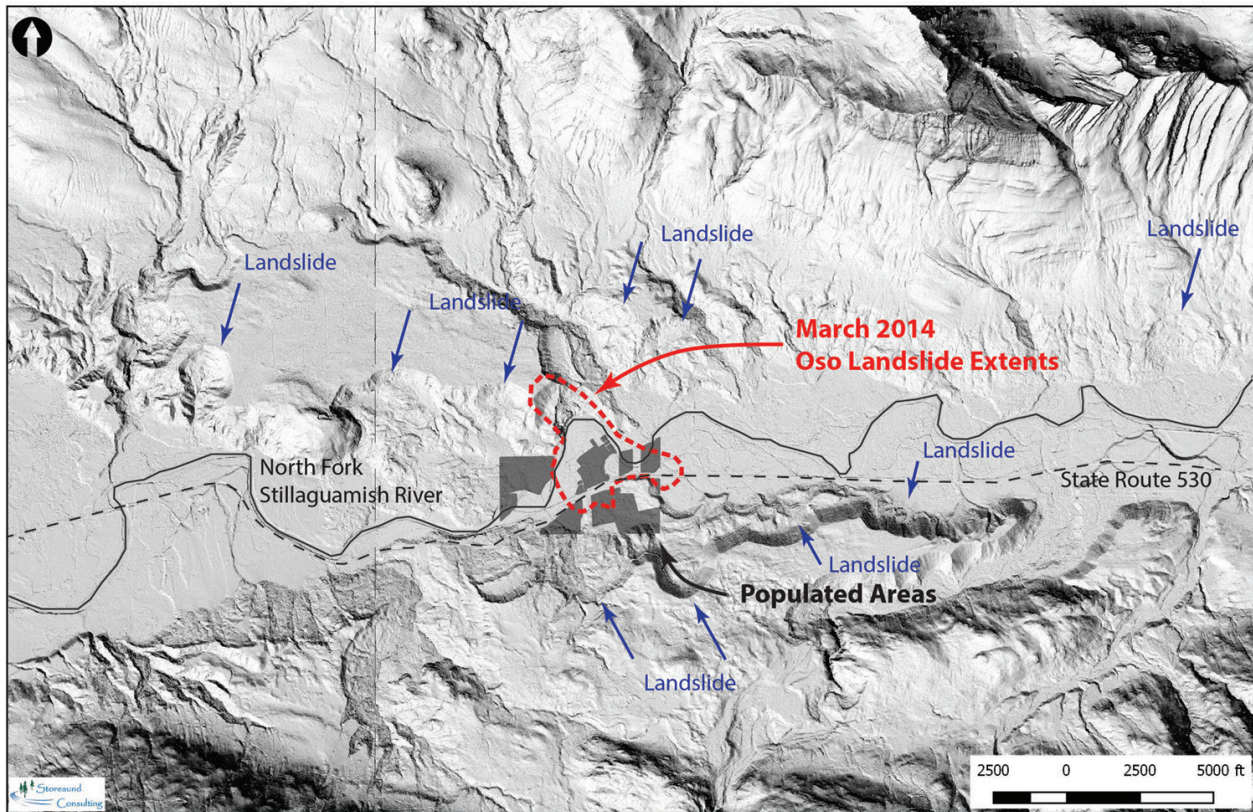 Landslide
Landslide
Landslide
Landslide
March 2014
Oso Landslide Extents
North Fork
Stillaguamish River
Landslide
State Route 530
Landslide
Populated Areas
Landslide
2500 0 2500 5000 ft
Storesund
Consulting